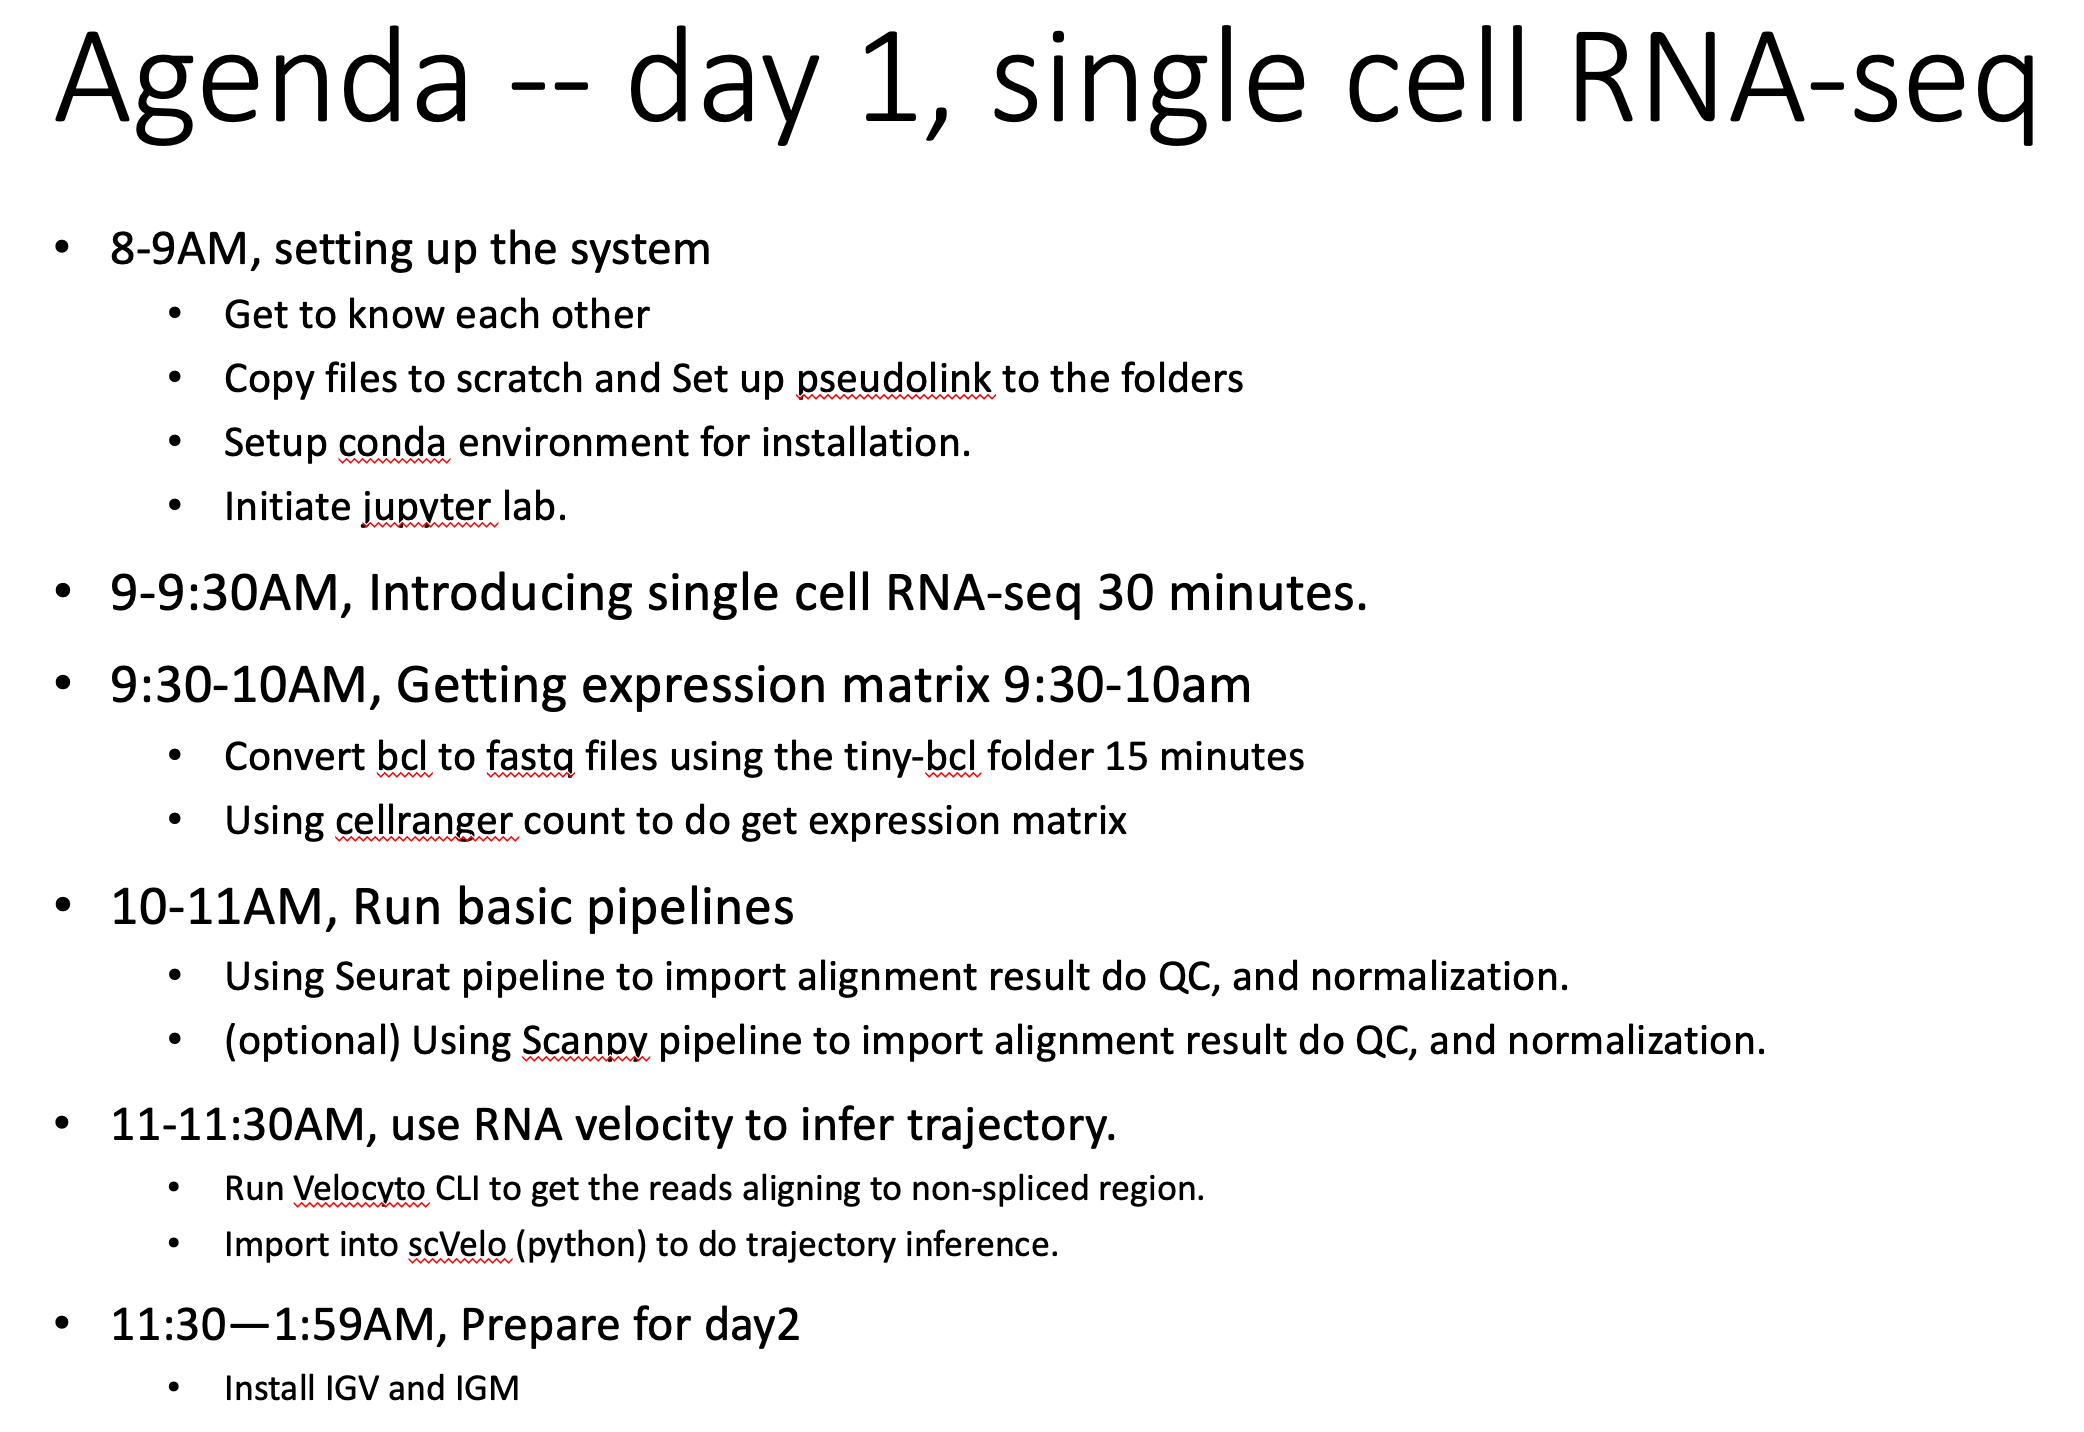 Agenda -- day 1, single cell RNA-seq
• 8-9AM, setting up the system
• Get to know each other
• Copy files to scratch and Set up pseudolink to the folders
• Setup conda environment for installation.
• Initiate jupyter lab.
• 9-9:30AM, Introducing single cell RNA-seq 30 minutes.
• 9:30-10AM, Getting expression matrix 9:30-10am
• Convert bcl to fastq files using the tiny-bcl folder 15 minutes
• Using cellranger count to do get expression matrix
• 10-11AM, Run basic pipelines
• Using Seurat pipeline to import alignment result do QC, and normalization.
• (optional) Using Scanpy pipeline to import alignment result do QC, and normalization.
• 11-11:30AM, use RNA velocity to infer trajectory.
• Run Velocyto CLI to get the reads aligning to non-spliced region.
• Import into scVelo (python) to do trajectory inference.
• 11:30—1:59AM, Prepare for day2
• Install IGV and IGM